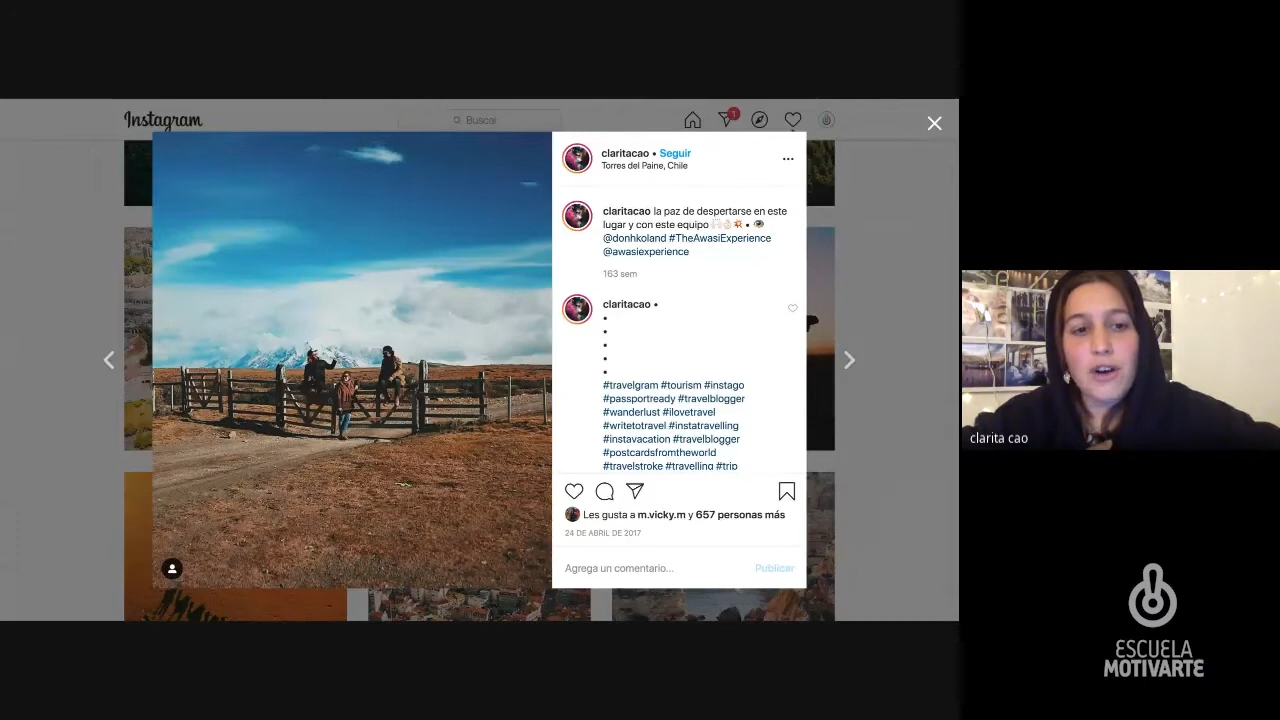 Instagram
Buscar
1
claritacao • Seguir
Torres del Paine, Chile
claritacao la paz de despertarse en este
lugar y con este equipo 🙌🏻👌🏻💥 • 👁
@donhkoland #TheAwasiExperience
@awasiexperience
163 sem
claritacao •
•
•
•
•
•
#travelgram #tourism #instago
#passportready #travelblogger
#wanderlust #ilovetravel
#writetotravel #instatravelling
#instavacation #travelblogger
#postcardsfromtheworld
#travelstroke #travelling #trip
Les gusta a m.vicky.m y 657 personas más
24 DE ABRIL DE 2017
Agrega un comentario... Publicar
clarita cao
ESCUELA
MOTIVARTE